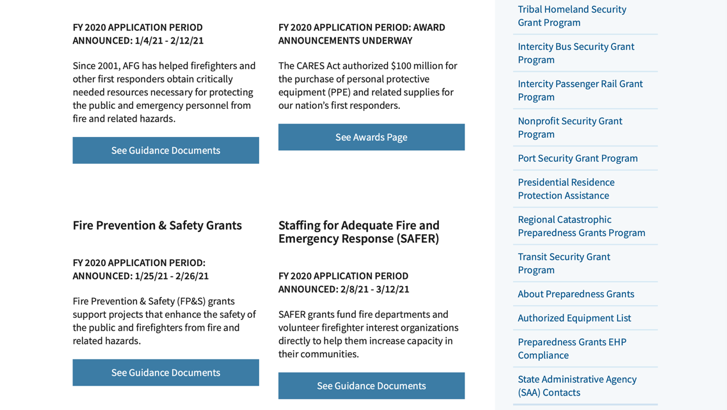 FY 2020 APPLICATION PERIOD
ANNOUNCED: 1/4/21 - 2/12/21
Since 2001, AFG has helped firefighters and
other first responders obtain critically
needed resources necessary for protecting
the public and emergency personnel from
fire and related hazards.
See Guidance Documents
FY 2020 APPLICATION PERIOD: AWARD
ANNOUNCEMENTS UNDERWAY
The CARES Act authorized $100 million for
the purchase of personal protective
equipment (PPE) and related supplies for
our nation's first responders.
See Awards Page
Fire Prevention & Safety Grants
FY 2020 APPLICATION PERIOD:
ANNOUNCED: 1/25/21 - 2/26/21
Fire Prevention & Safety (FP&S) grants
support projects that enhance the safety of
the public and firefighters from fire and
related hazards.
See Guidance Documents
Staffing for Adequate Fire and
Emergency Response (SAFER)
FY 2020 APPLICATION PERIOD
ANNOUNCED: 2/8/21 - 3/12/21
SAFER grants fund fire departments and
volunteer firefighter interest organizations
directly to help them increase capacity in
their communities.
See Guidance Documents
Tribal Homeland Security
Grant Program
Intercity Bus Security Grant
Program
Intercity Passenger Rail Grant
Program
Nonprofit Security Grant
Program
Port Security Grant Program
Presidential Residence
Protection Assistance
Regional Catastrophic
Preparedness Grants Program
Transit Security Grant
Program
About Preparedness Grants
Authorized Equipment List
Preparedness Grants EHP
Compliance
State Administrative Agency
(SAA) Contacts